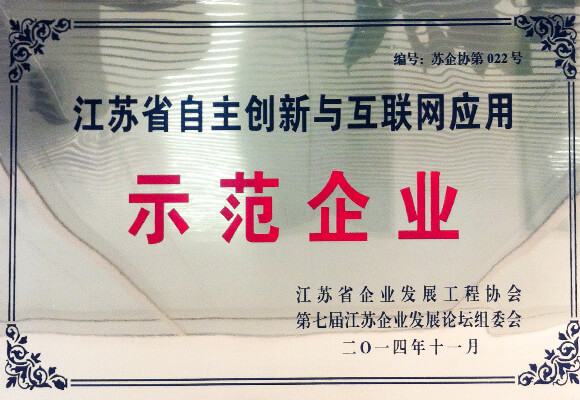 编号：苏企协第022号
江苏省自主创新与互联网应用
示范企业
江苏省企业发展工程协会
第七届江苏企业发展论坛组委会
二〇一四年十一月